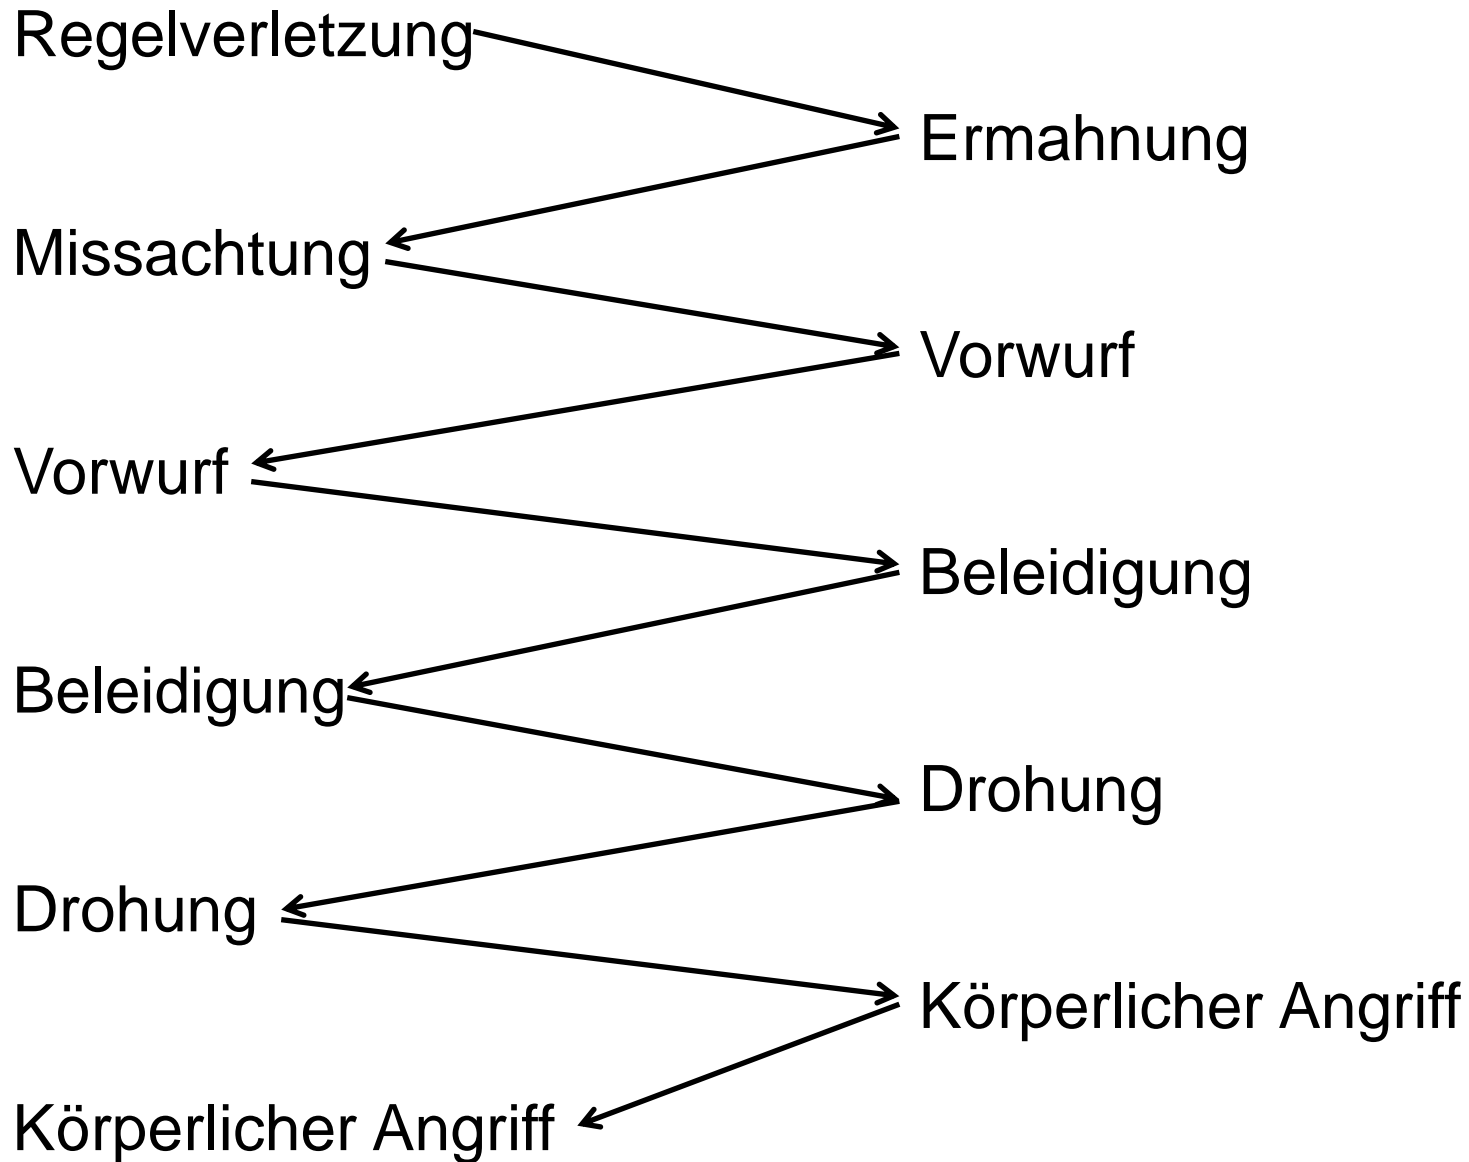 Regelverletzung
Ermahnung
Missachtung
Vorwurf
Vorwurf
Beleidigung
Beleidigung
Drohung
Drohung
Körperlicher Angriff
Körperlicher Angriff